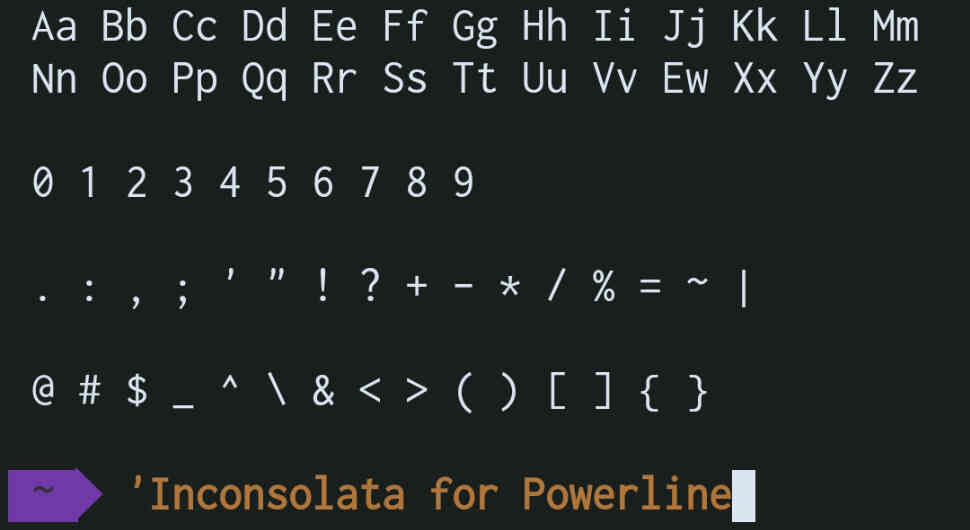 Aa Bb Cc Dd Ee Ff Gg Hh Ii Jj Kk Ll Mm
Nn Oo Pp Qq Rr Ss Tt Uu Vv Ew Xx Yy Zz
0 1 2 3 4 5 6 7 8 9
. : , ; ' " ! ? + - * / % = ~ |
@ # $ _ ^ \ & < > ( ) [ ] { }
~ 'Inconsolata for Powerline